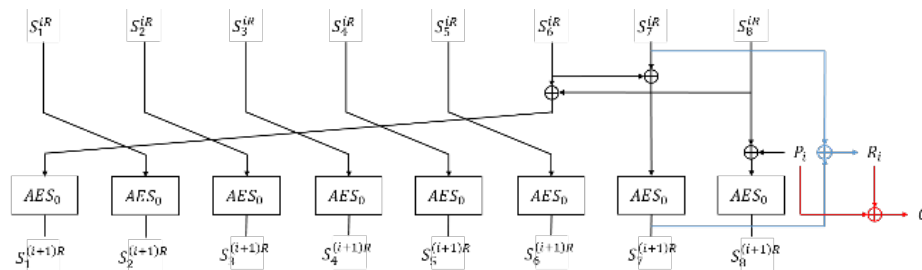 $S_1^{iR}$ $S_2^{iR}$ $S_3^{iR}$ $S_4^{iR}$ $S_5^{iR}$ $S_6^{iR}$ $S_7^{iR}$ $S_8^{iR}$
$P_i$ $R_i$
$AES_0$ $AES_0$ $AES_0$ $AES_0$ $AES_0$ $AES_0$ $AES_0$ $AES_0$
$S_1^{(i+1)R}$ $S_2^{(i+1)R}$ $S_3^{(i+1)R}$ $S_4^{(i+1)R}$ $S_5^{(i+1)R}$ $S_6^{(i+1)R}$ $S_7^{(i+1)R}$ $S_8^{(i+1)R}$